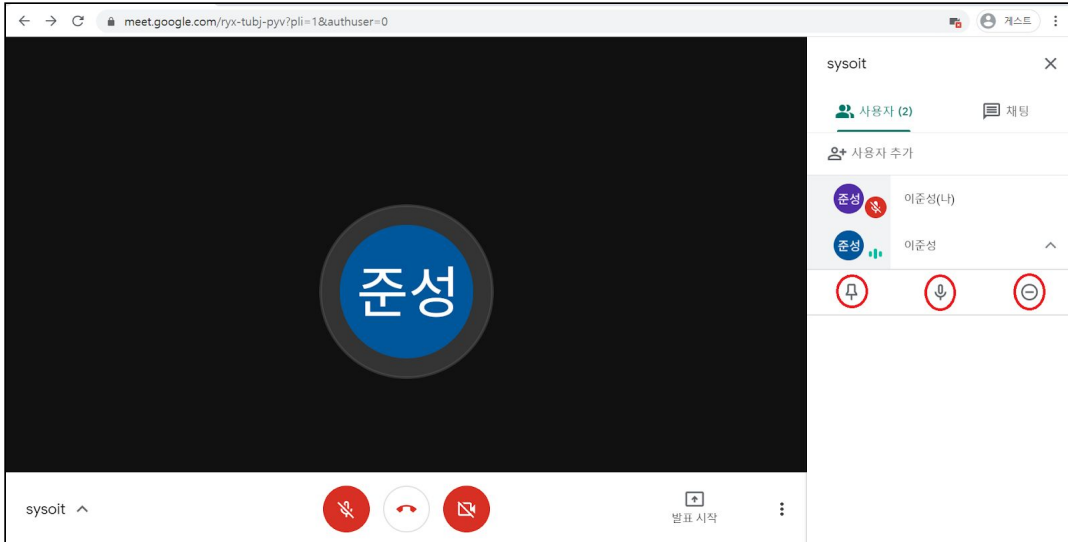 meet.google.com/ryx-tubj-pyv?pli=1&authuser=0
게스트
sysoit
사용자 (2)
채팅
사용자 추가
준성
이준성(나)
준성
이준성
준성
sysoit
발표 시작